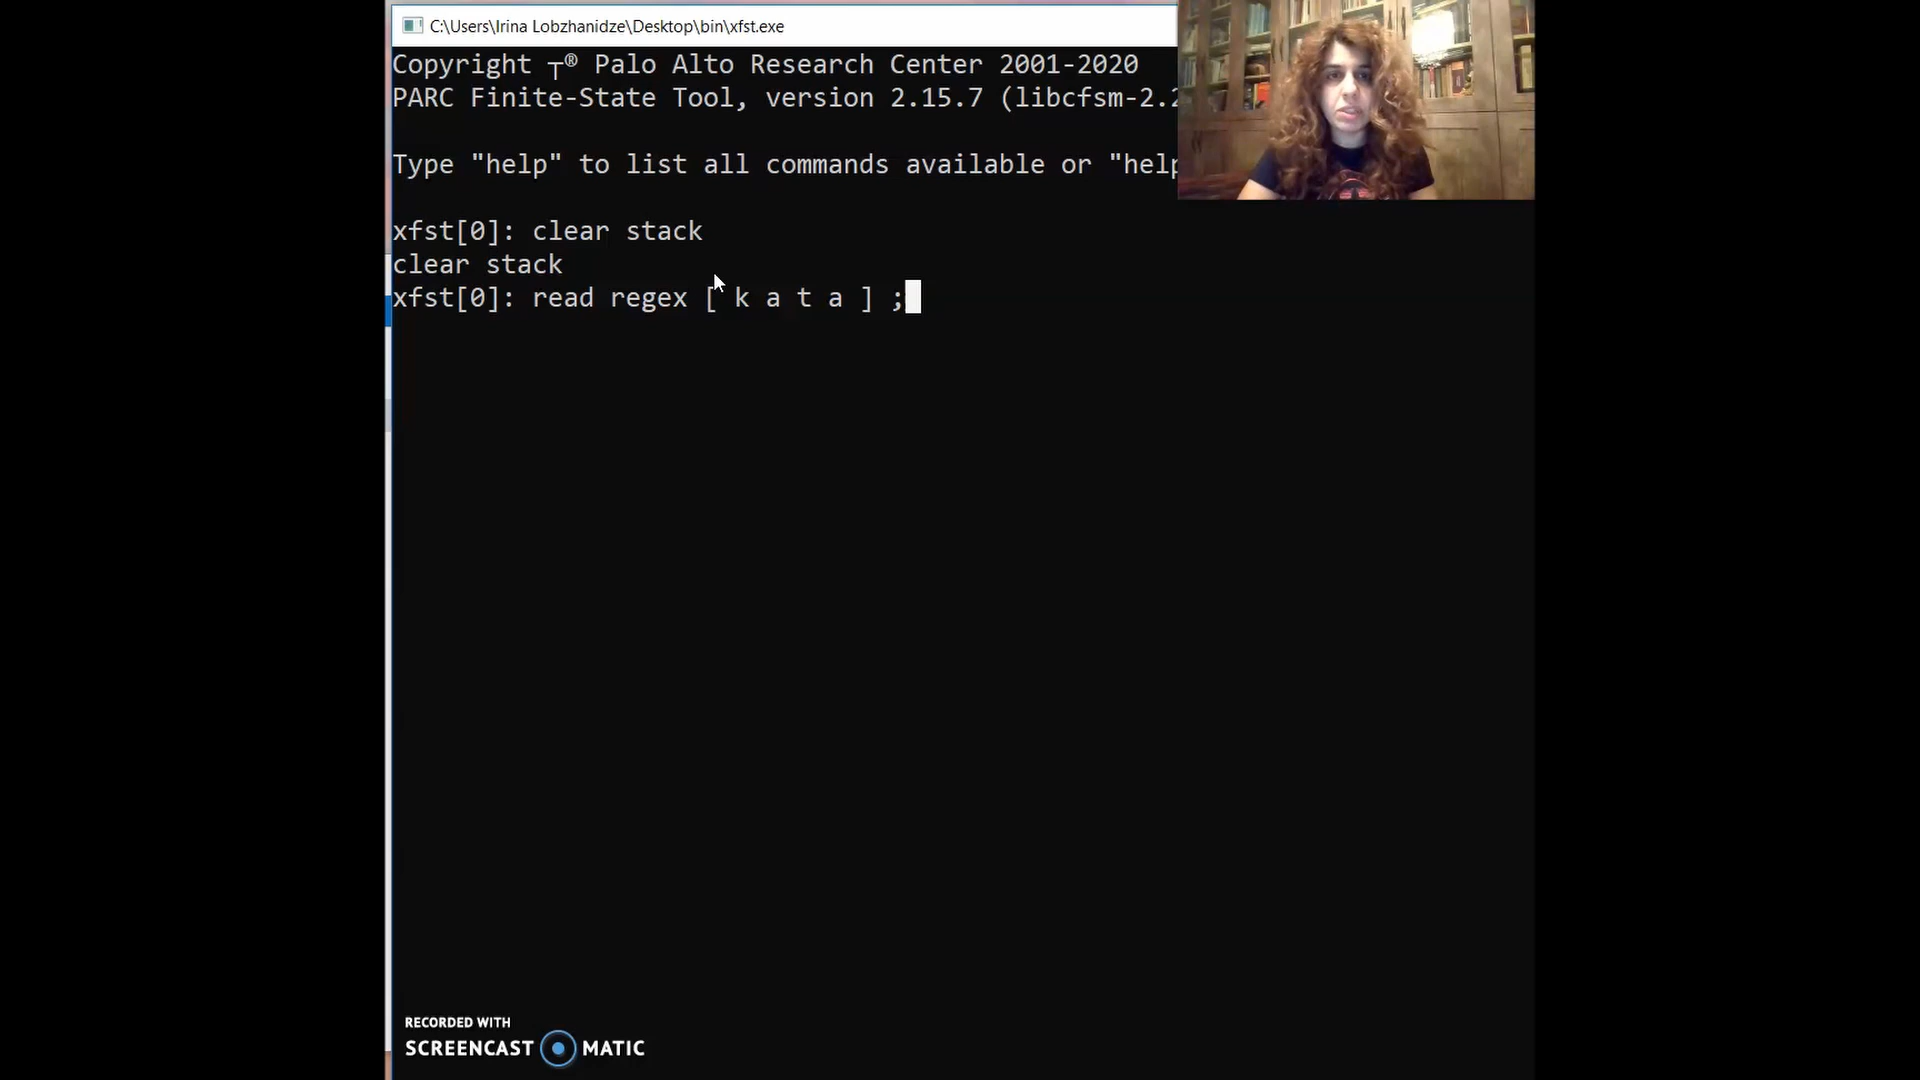 C:\Users\Irina Lobzhanidze\Desktop\bin\xfst.exe
Copyright ┬® Palo Alto Research Center 2001-2020
PARC Finite-State Tool, version 2.15.7 (libcfsm-2.2
Type "help" to list all commands available or "help
xfst[0]: clear stack
clear stack
xfst[0]: read regex [ k a t a ] ;
RECORDED WITH
SCREENCAST MATIC